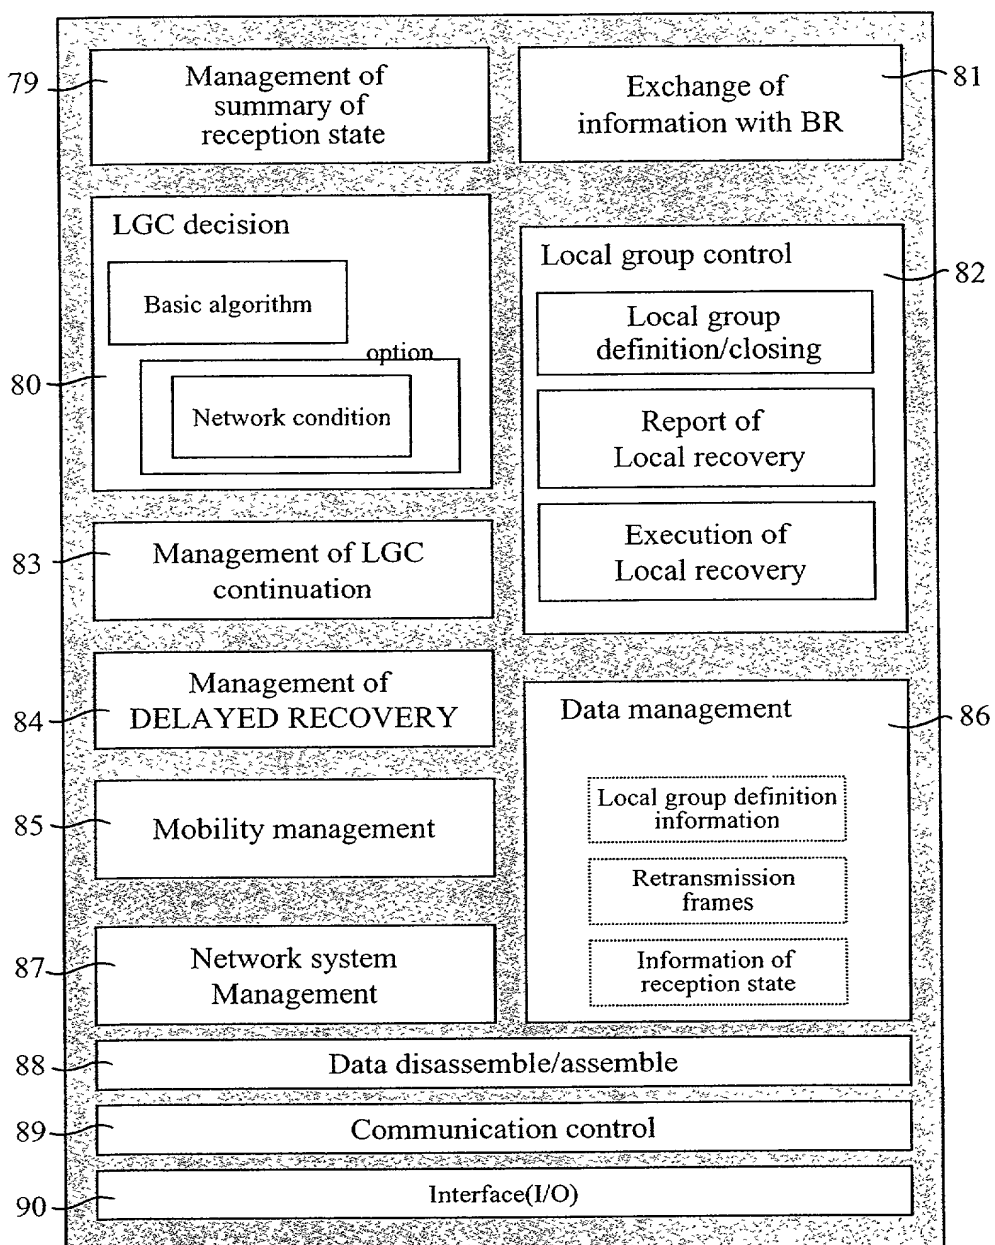 79
Management of
summary of
reception state
Exchange of
information with BR
81
LGC decision
Basic algorithm
option
Network condition
80
Local group control
82
Local group
definition/closing
Report of
Local recovery
Execution of
Local recovery
83
Management of LGC
continuation
84
Management of
DELAYED RECOVERY
85
Mobility management
Data management
86
Local group definition
information
Retransmission
frames
Information of
reception state
87
Network system
Management
88
Data disassemble/assemble
89
Communication control
90
Interface(I/O)